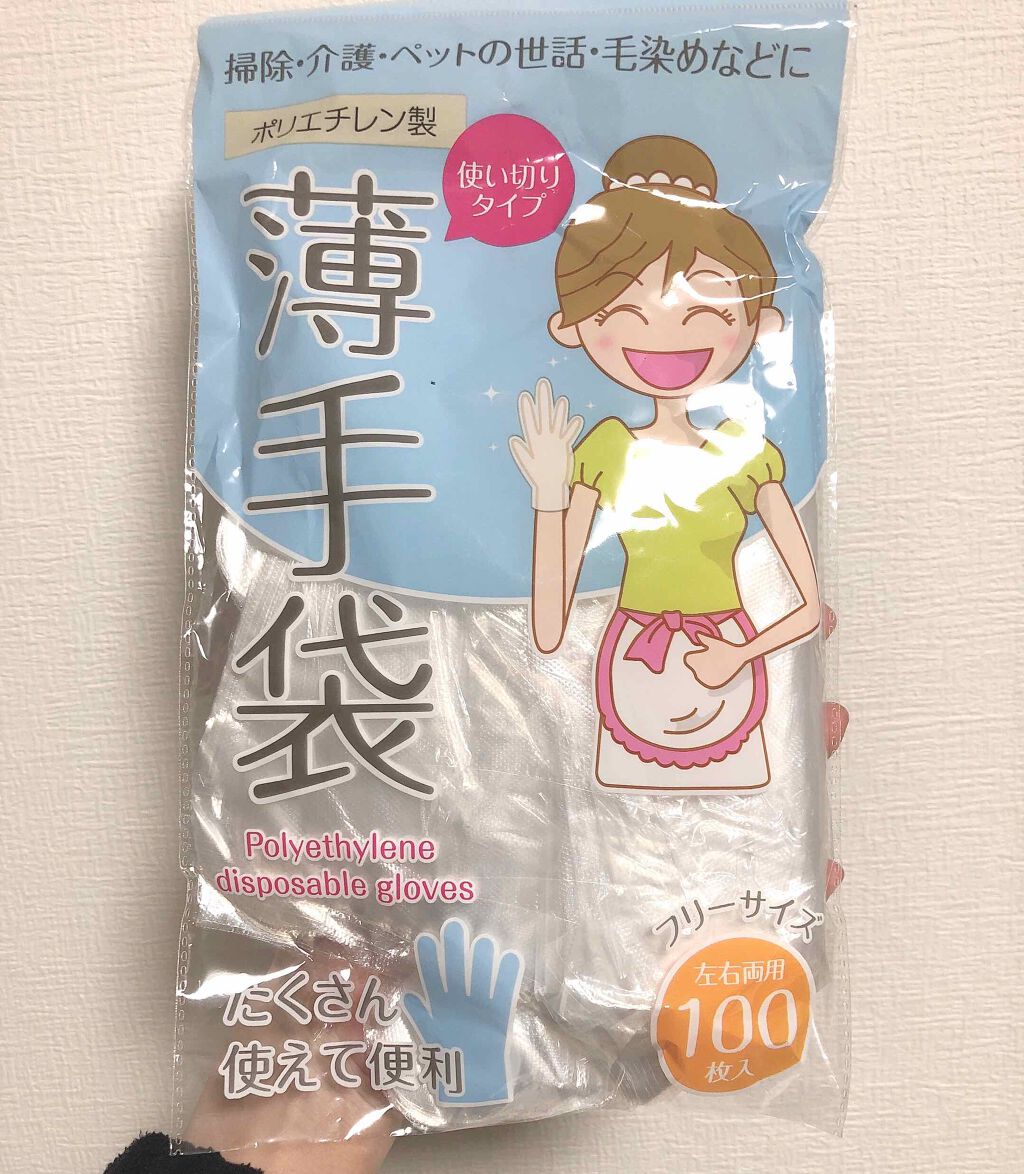 掃除・介護・ペットの世話・毛染めなどに
ポリエチレン製
使い切り
タイプ
薄手袋
Polyethylene
disposable gloves
たくさん
使えて便利
フリーサイズ
左右両用
100
枚入